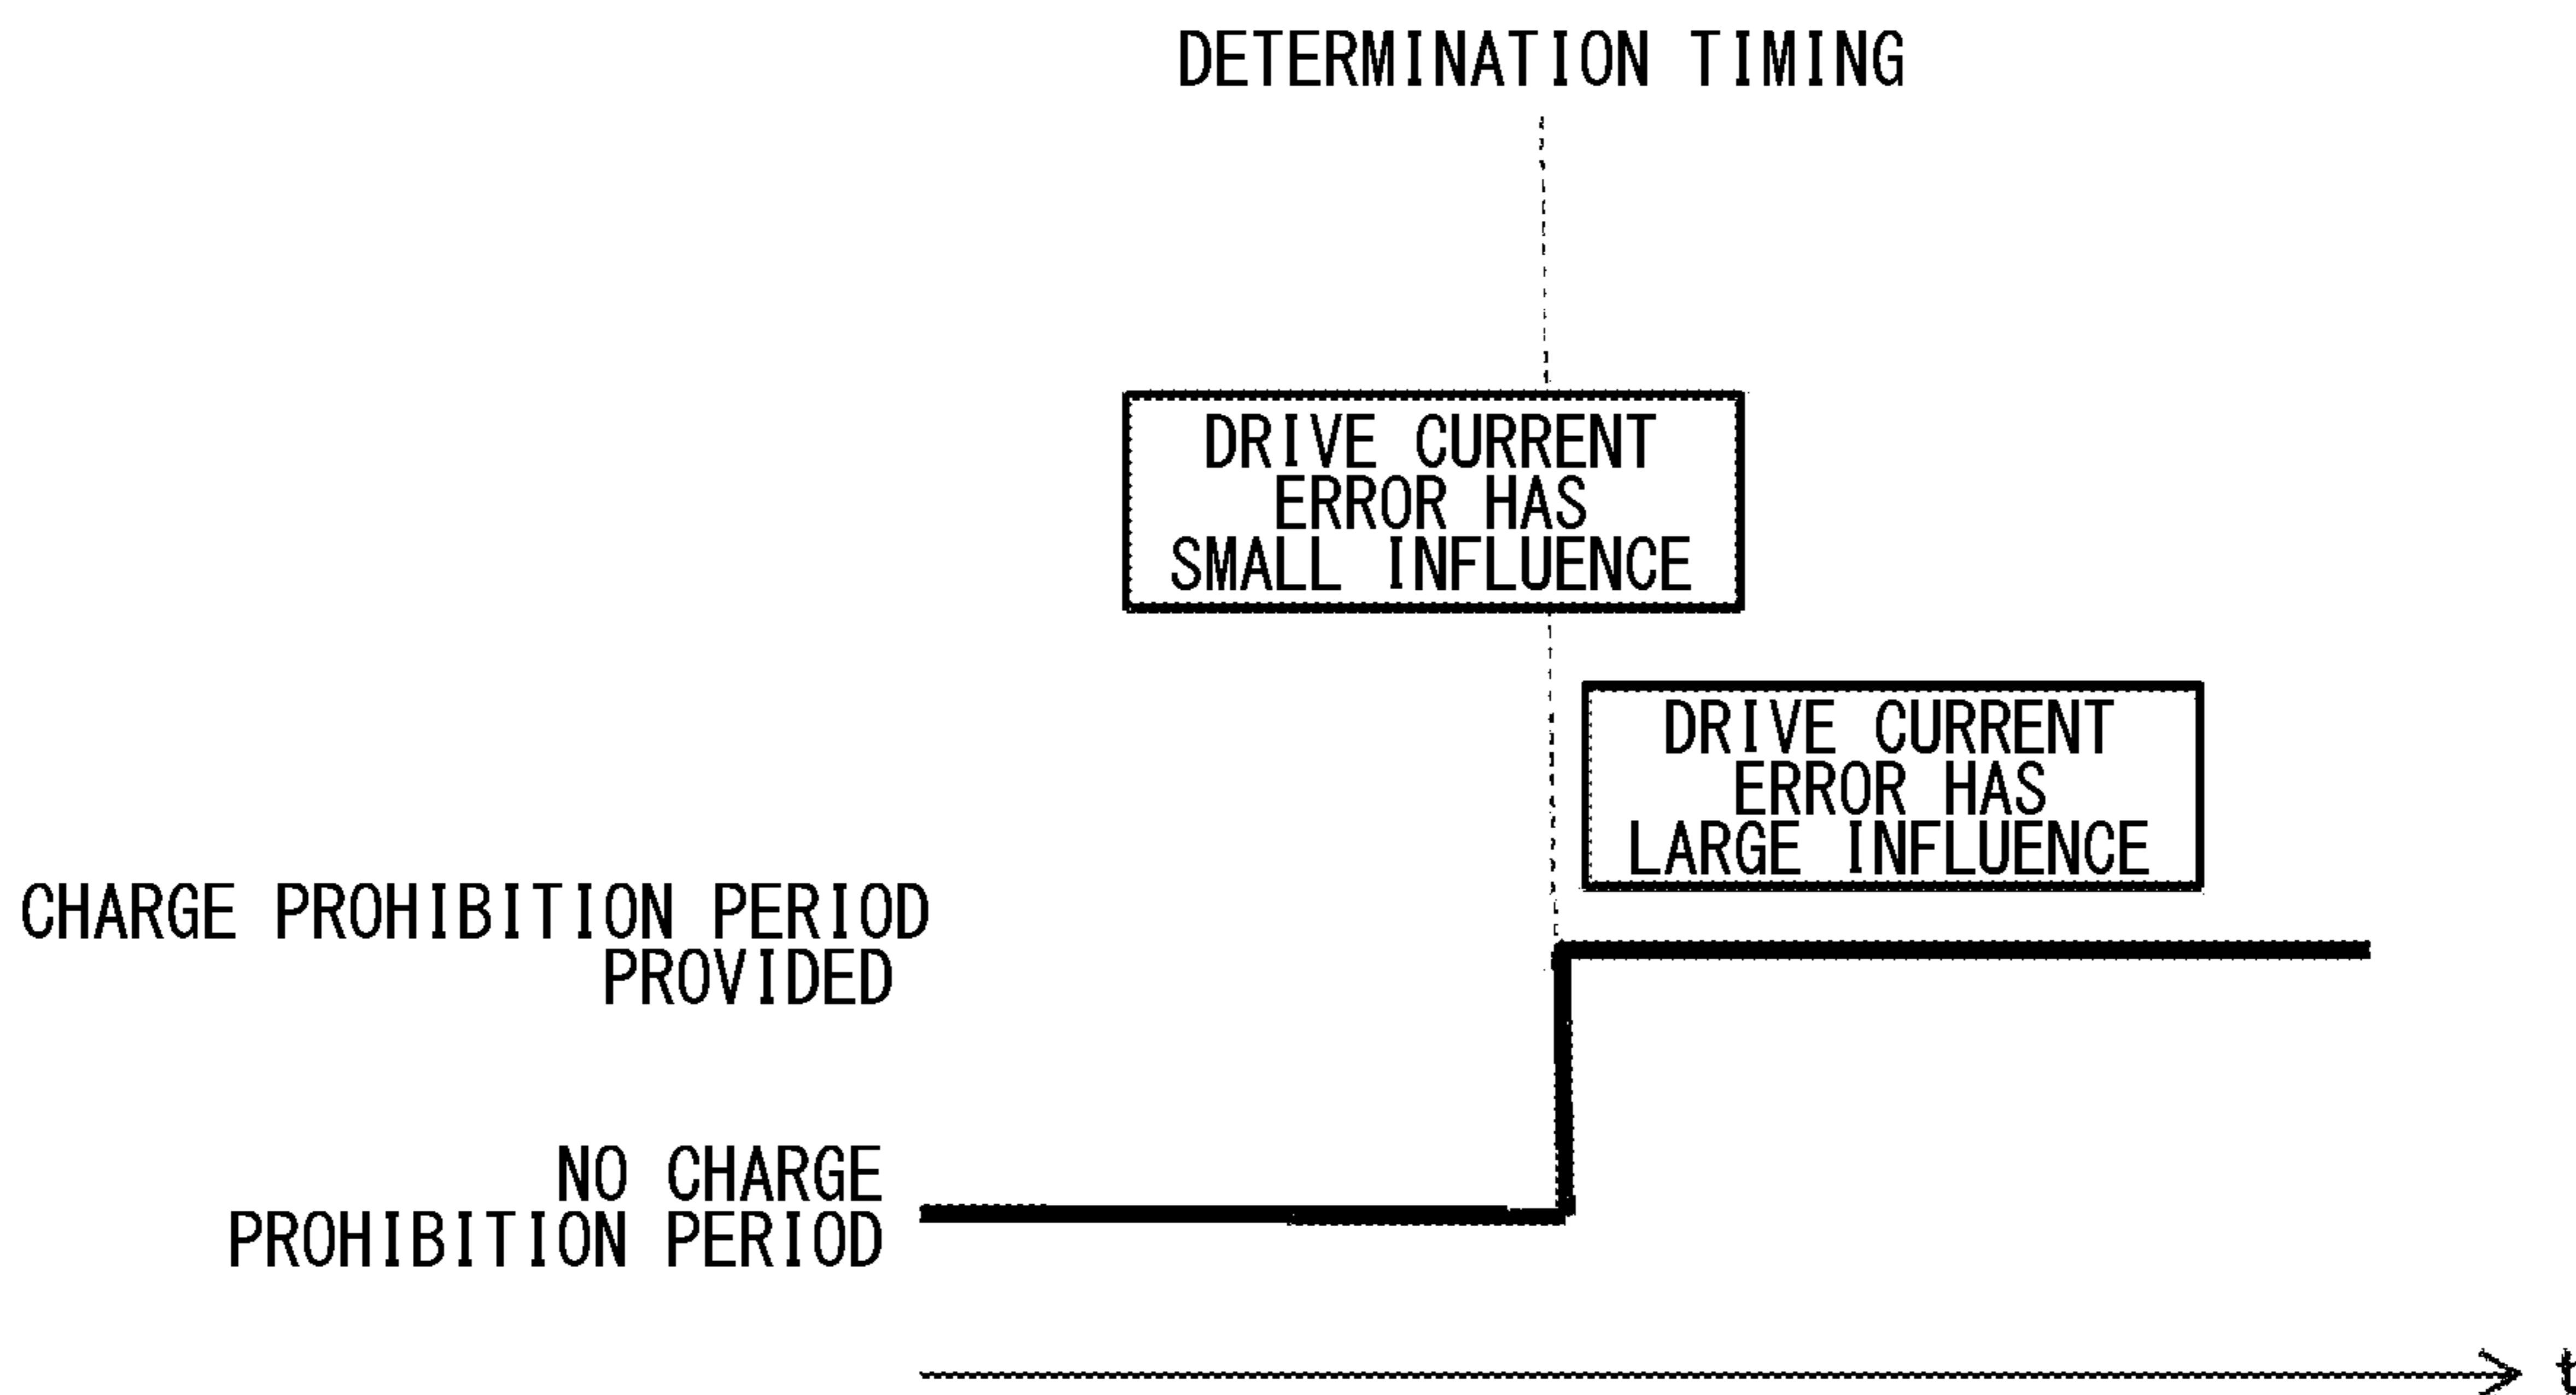 DETERMINATION TIMING
DRIVE CURRENT
ERROR HAS
SMALL INFLUENCE
DRIVE CURRENT
ERROR HAS
LARGE INFLUENCE
CHARGE PROHIBITION PERIOD
PROVIDED
NO CHARGE
PROHIBITION PERIOD
t